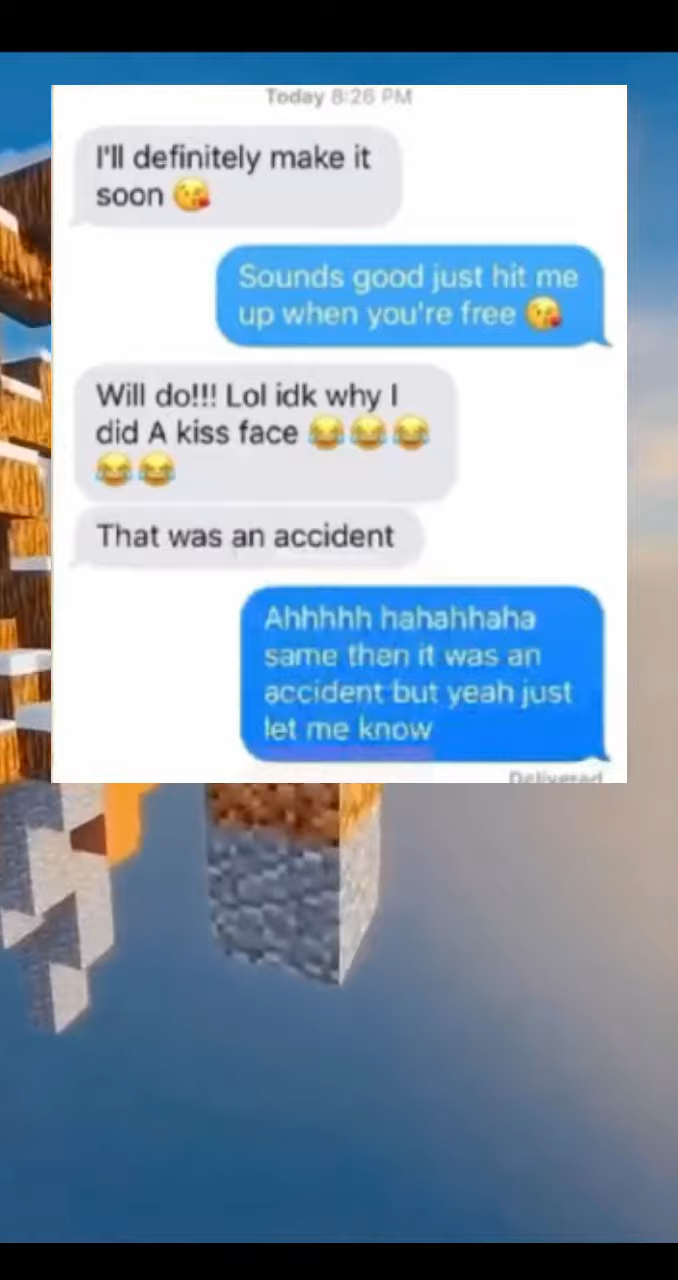 Today 8:26 PM
I'll definitely make it
soon 😘
Sounds good just hit me
up when you're free 😘
Will do!!! Lol idk why I
did A kiss face 😂😂😂
😂😂
That was an accident
Ahhhhh hahahhaha
same then it was an
accident but yeah just
let me know
Delivered